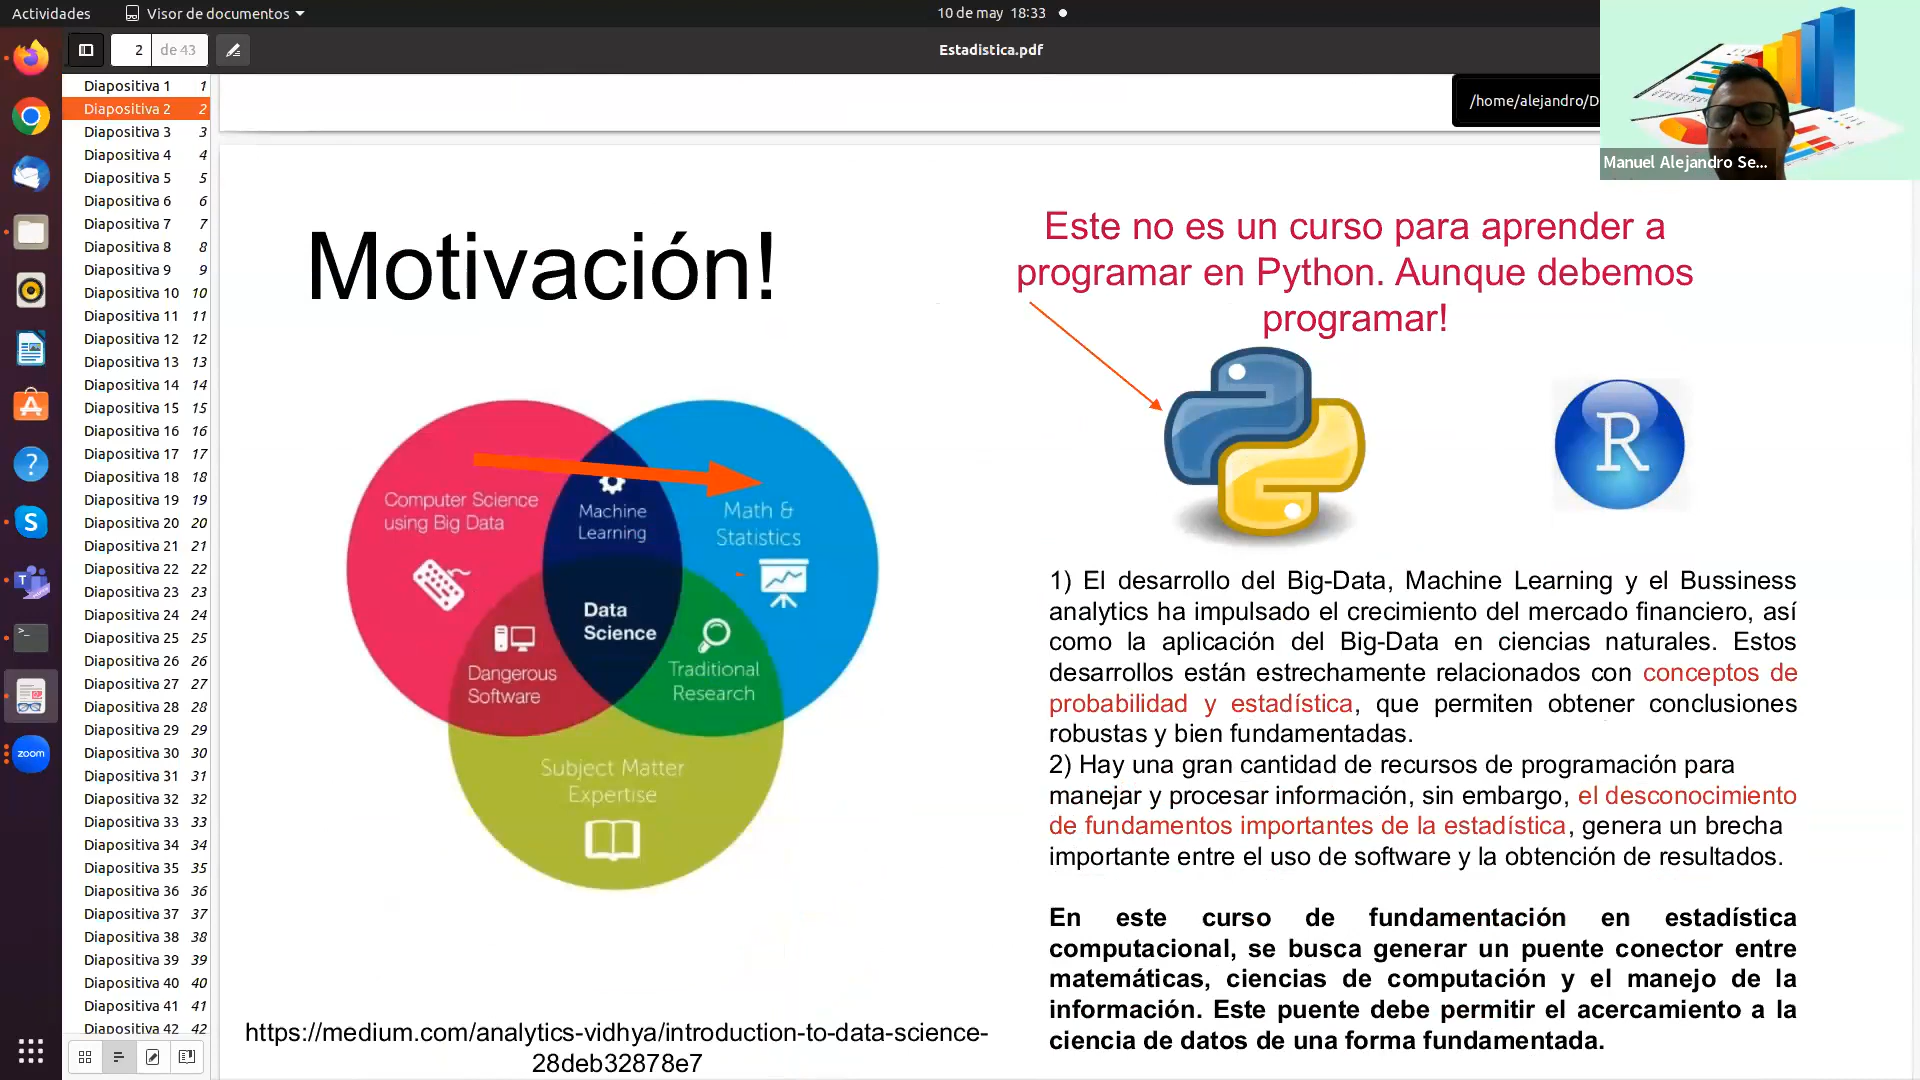 Actividades
Visor de documentos
10 de may 18:33
2
de 43
Estadistica.pdf
/home/alejandro/D
Manuel Alejandro Se...
Diapositiva 1 1
Diapositiva 2 2
Diapositiva 3 3
Diapositiva 4 4
Diapositiva 5 5
Diapositiva 6 6
Diapositiva 7 7
Diapositiva 8 8
Diapositiva 9 9
Diapositiva 10 10
Diapositiva 11 11
Diapositiva 12 12
Diapositiva 13 13
Diapositiva 14 14
Diapositiva 15 15
Diapositiva 16 16
Diapositiva 17 17
Diapositiva 18 18
Diapositiva 19 19
Diapositiva 20 20
Diapositiva 21 21
Diapositiva 22 22
Diapositiva 23 23
Diapositiva 24 24
Diapositiva 25 25
Diapositiva 26 26
Diapositiva 27 27
Diapositiva 28 28
Diapositiva 29 29
Diapositiva 30 30
Diapositiva 31 31
Diapositiva 32 32
Diapositiva 33 33
Diapositiva 34 34
Diapositiva 35 35
Diapositiva 36 36
Diapositiva 37 37
Diapositiva 38 38
Diapositiva 39 39
Diapositiva 40 40
Diapositiva 41 41
Diapositiva 42 42
zoom
Motivación!
Computer Science
using Big Data
Machine
Learning
Math &
Statistics
Data
Science
Dangerous
Software
Traditional
Research
Subject Matter
Expertise
https://medium.com/analytics-vidhya/introduction-to-data-science-
28deb32878e7
Este no es un curso para aprender a
programar en Python. Aunque debemos
programar!
R
1) El desarrollo del Big-Data, Machine Learning y el Bussiness
analytics ha impulsado el crecimiento del mercado financiero, así
como la aplicación del Big-Data en ciencias naturales. Estos
desarrollos están estrechamente relacionados con conceptos de
probabilidad y estadística, que permiten obtener conclusiones
robustas y bien fundamentadas.
2) Hay una gran cantidad de recursos de programación para
manejar y procesar información, sin embargo, el desconocimiento
de fundamentos importantes de la estadística, genera un brecha
importante entre el uso de software y la obtención de resultados.
En este curso de fundamentación en estadística
computacional, se busca generar un puente conector entre
matemáticas, ciencias de computación y el manejo de la
información. Este puente debe permitir el acercamiento a la
ciencia de datos de una forma fundamentada.